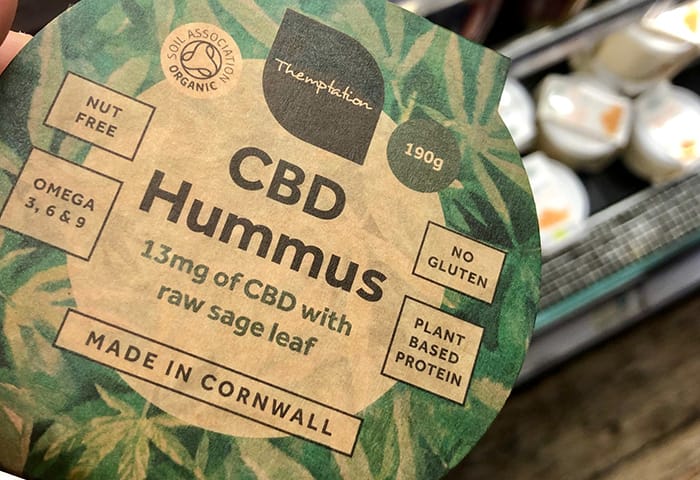 SOIL ASSOCIATION
ORGANIC
Themptation
190g
NUT
FREE
OMEGA
3, 6 & 9
CBD
Hummus
13mg of CBD with
raw sage leaf
NO
GLUTEN
PLANT
BASED
PROTEIN
MADE IN CORNWALL